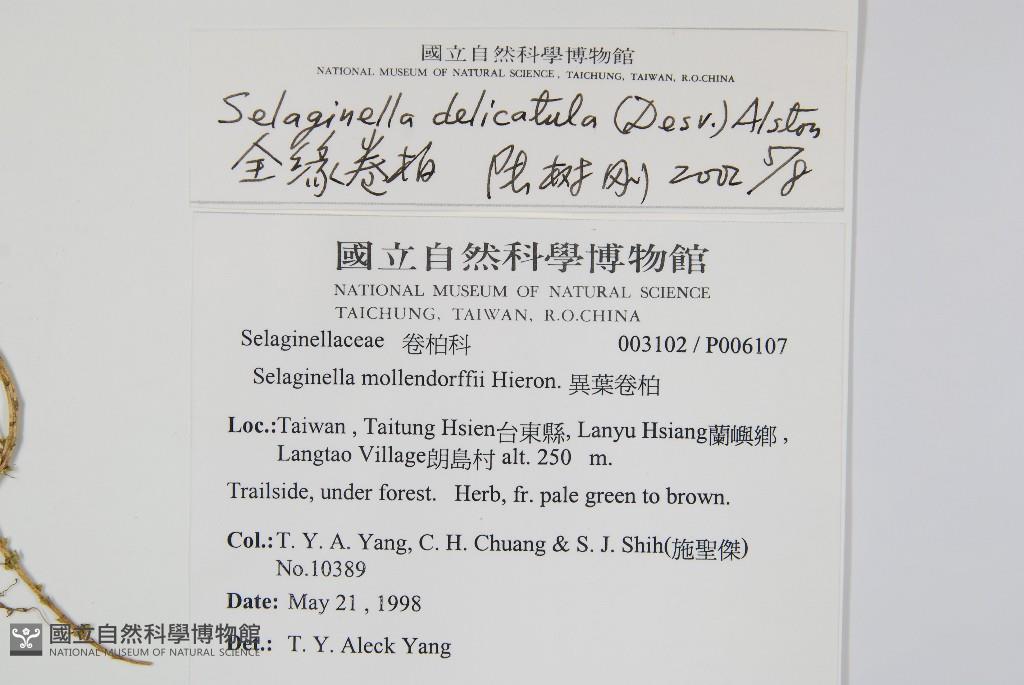 國立自然科學博物館
NATIONAL MUSEUM OF NATURAL SCIENCE, TAICHUNG, TAIWAN, R.O.CHINA
Selaginella delicatula (Desv.) Alston
全緣卷柏 陸树刚 2002 5/8
國立自然科學博物館
NATIONAL MUSEUM OF NATURAL SCIENCE
TAICHUNG, TAIWAN, R.O.CHINA
Selaginellaceae 卷柏科 003102 / P006107
Selaginella mollendorffii Hieron. 異葉卷柏
Loc.:Taiwan , Taitung Hsien台東縣, Lanyu Hsiang蘭嶼鄉 ,
Langtao Village朗島村 alt. 250 m.
Trailside, under forest. Herb, fr. pale green to brown.
Col.: T. Y. A. Yang, C. H. Chuang & S. J. Shih(施聖傑)
No.10389
Date: May 21 , 1998
Det.: T. Y. Aleck Yang
國立自然科學博物館
NATIONAL MUSEUM OF NATURAL SCIENCE